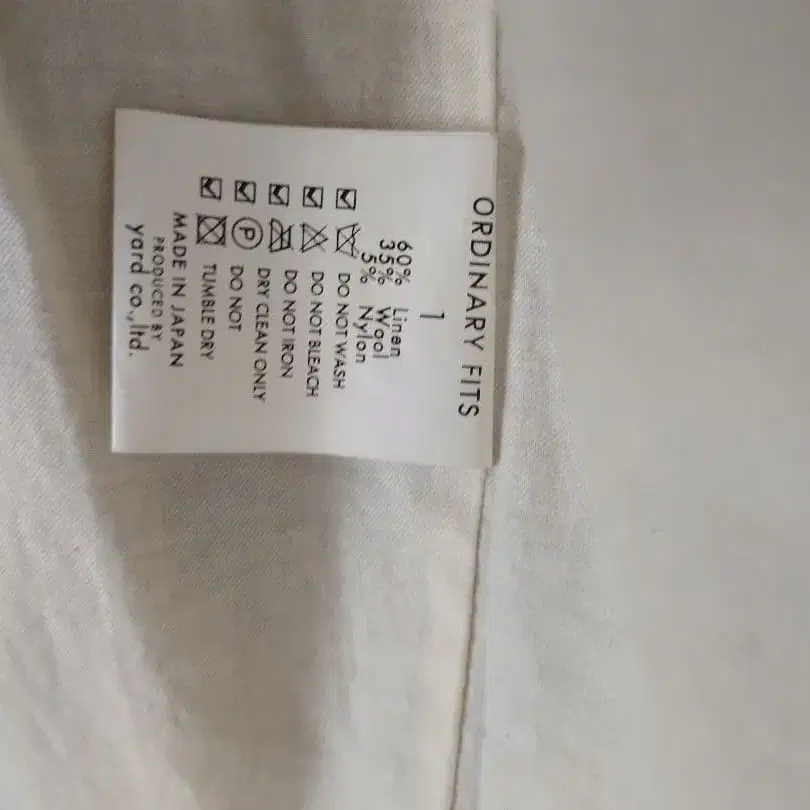 ORDINARY FITS
1
60% Linen
35% Wool
5% Nylon
DO NOT WASH
DO NOT BLEACH
DO NOT IRON
P DRY CLEAN ONLY
DO NOT
TUMBLE DRY
MADE IN JAPAN
PRODUCED BY
yard co.,ltd.